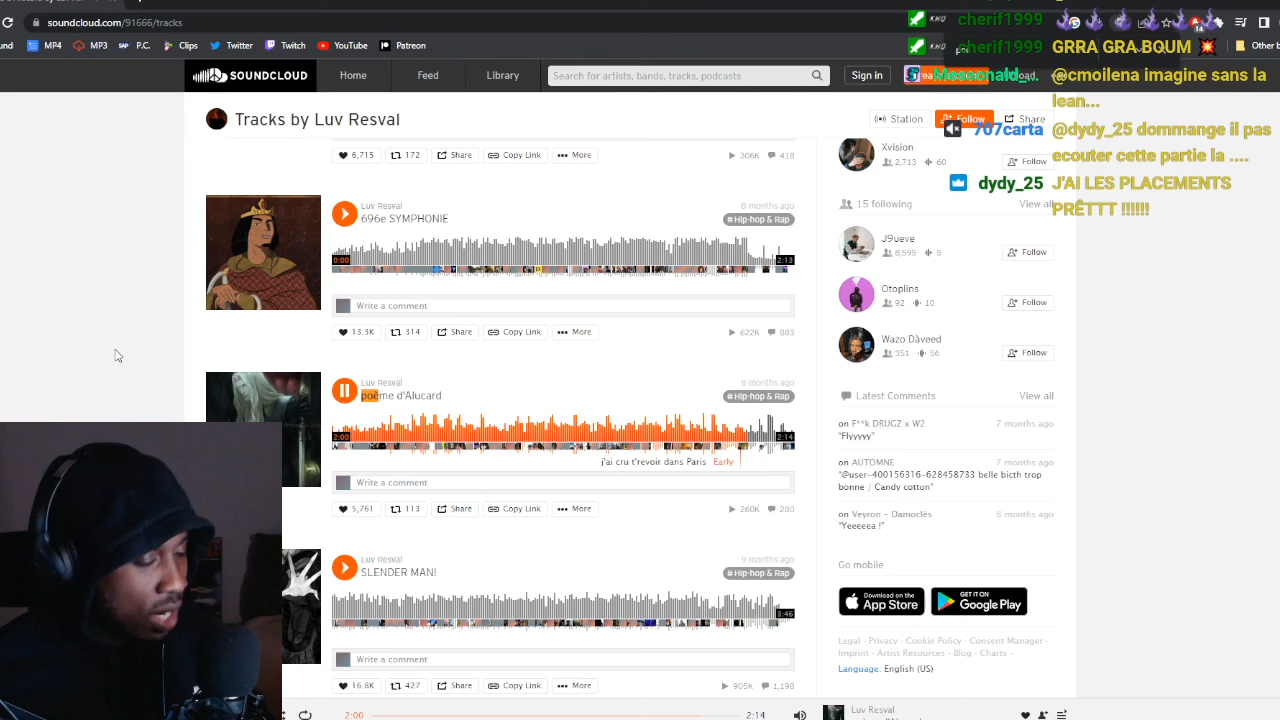 soundcloud.com/91666/tracks
und MP4 MP3 P.C. Clips Twitter Twitch YouTube Patreon Other b
SOUNDCLOUD Home Feed Library Search for artists, bands, tracks, podcasts Sign in
Tracks by Luv Resval
Station Follow Share
6,715 172 Share Copy Link More 306K 418
Luv Resval 8 months ago
696e SYMPHONIE # Hip-hop & Rap
0:00 2:13
Write a comment
13.3K 314 Share Copy Link More 622K 883
Luv Resval 8 months ago
poème d'Alucard # Hip-hop & Rap
2:00 2:14
j'ai cru t'revoir dans Paris Early
Write a comment
5,761 113 Share Copy Link More 260K 280
Luv Resval 9 months ago
SLENDER MAN! # Hip-hop & Rap
3:46
Write a comment
16.8K 427 Share Copy Link More 905K 1,198
2:00 2:14
Luv Resval
Xvision
2,713 60 Follow
15 following View all
J9ueve
8,595 5 Follow
Otoplins
92 10 Follow
Wazo Dàveed
351 56 Follow
Latest Comments View all
on F**k DRUGZ x W2 7 months ago
"Flyyyyy"
on AUTOMNE 7 months ago
"@user-400156316-628458733 belle bicth trop
bonne / Candy cotton"
on Veyron - Damoclès 8 months ago
"Yeeeeea !"
Go mobile
Download on the App Store GET IT ON Google Play
Legal - Privacy - Cookie Policy - Consent Manager -
Imprint - Artist Resources - Blog - Charts -
Language: English (US)
KHO cherif1999
KHO cherif1999 GRRA GRA BOUM
@cmoilena imagine sans la
lean...
707carta @dydy_25 dommange il pas
ecouter cette partie la ....
dydy_25 J'AI LES PLACEMENTS
PRÊTTT !!!!!!